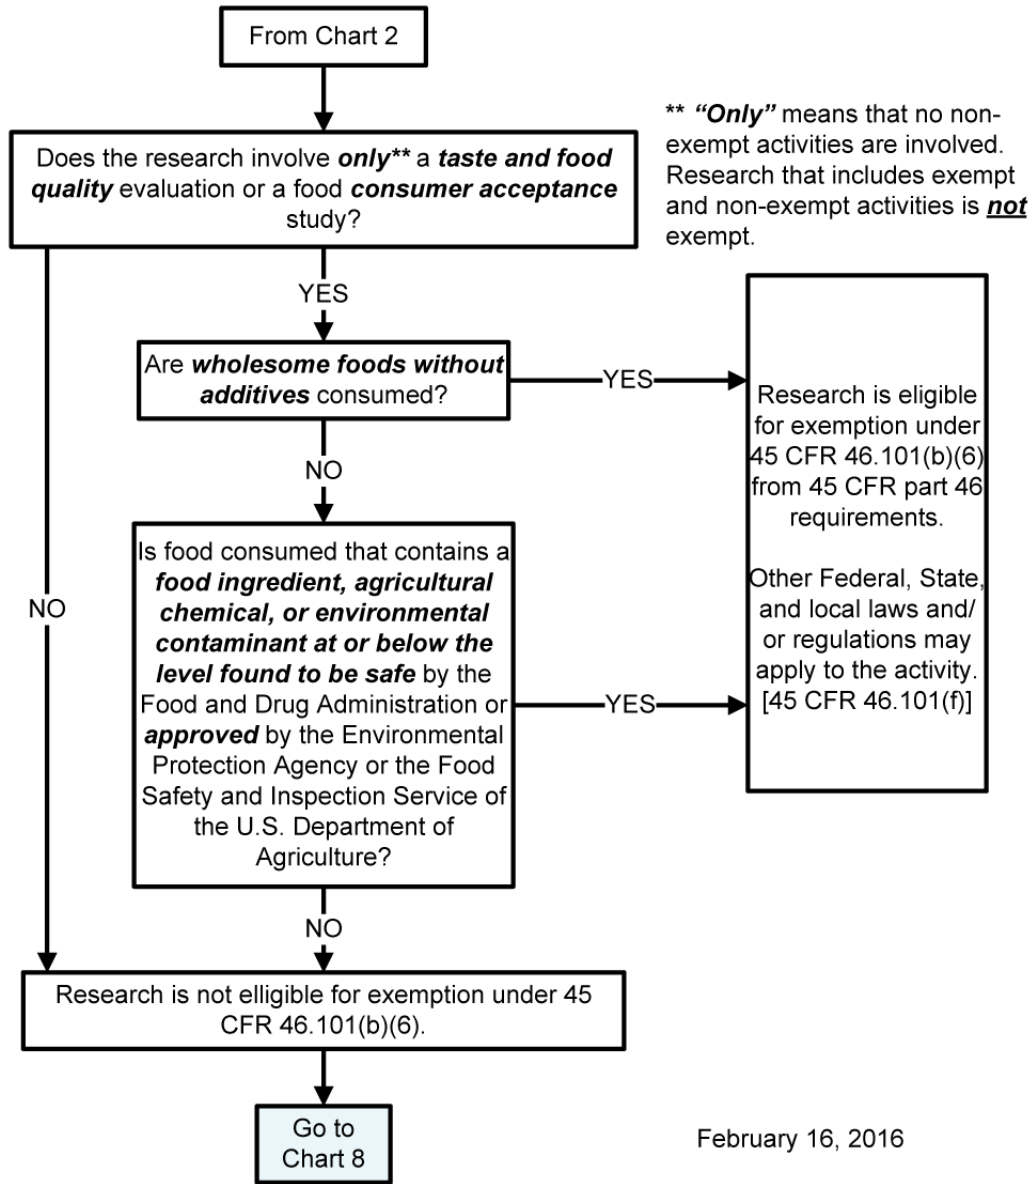 From Chart 2
** “Only” means that no non-
exempt activities are involved.
Research that includes exempt
and non-exempt activities is not
exempt.
Does the research involve only** a taste and food
quality evaluation or a food consumer acceptance
study?
YES
Are wholesome foods without
additives consumed?
YES
Research is eligible
for exemption under
45 CFR 46.101(b)(6)
from 45 CFR part 46
requirements.
Other Federal, State,
and local laws and/
or regulations may
apply to the activity.
[45 CFR 46.101(f)]
NO
Is food consumed that contains a
food ingredient, agricultural
chemical, or environmental
contaminant at or below the
level found to be safe by the
Food and Drug Administration or
approved by the Environmental
Protection Agency or the Food
Safety and Inspection Service of
the U.S. Department of
Agriculture?
NO
YES
NO
Research is not elligible for exemption under 45
CFR 46.101(b)(6).
Go to
Chart 8
February 16, 2016